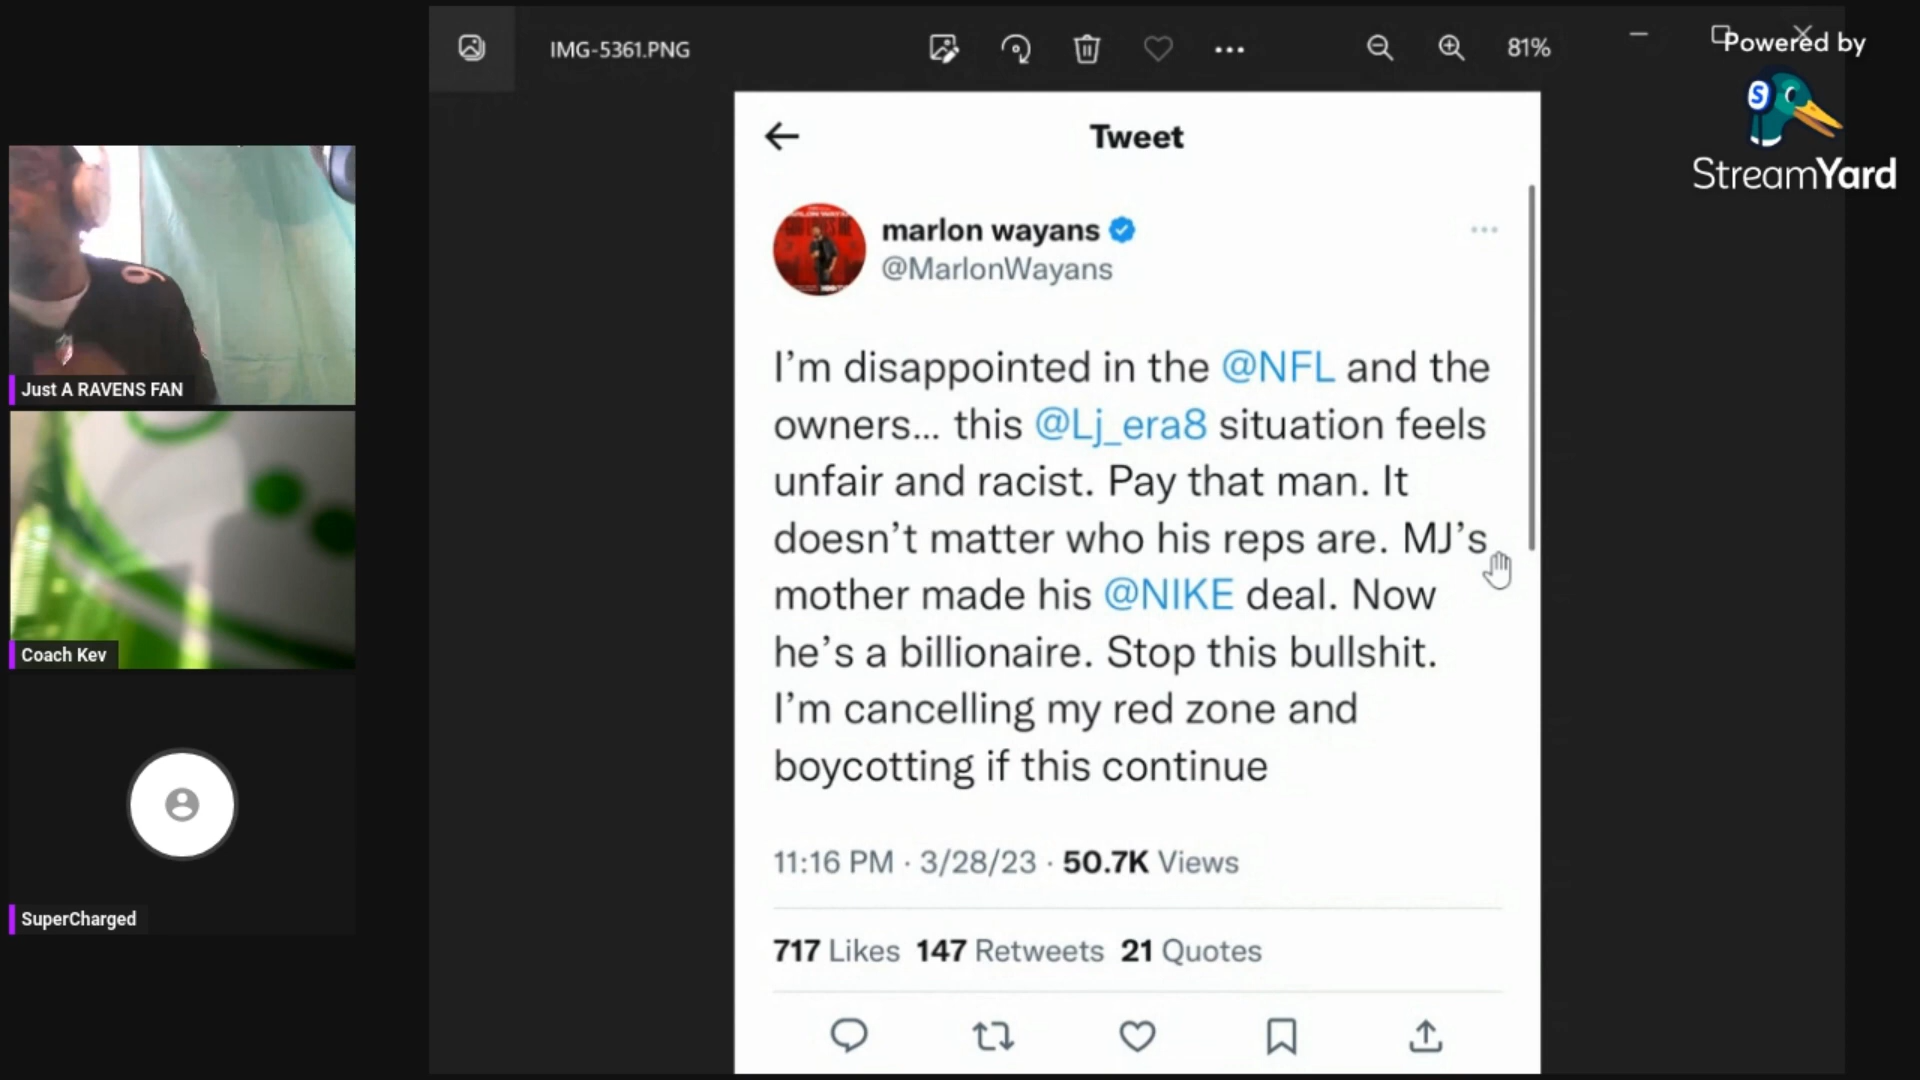 IMG-5361.PNG
81%
Powered by
StreamYard
Tweet
marlon wayans
@MarlonWayans
I’m disappointed in the @NFL and the
owners... this @Lj_era8 situation feels
unfair and racist. Pay that man. It
doesn’t matter who his reps are. MJ’s
mother made his @NIKE deal. Now
he’s a billionaire. Stop this bullshit.
I’m cancelling my red zone and
boycotting if this continue
11:16 PM · 3/28/23 · 50.7K Views
717 Likes 147 Retweets 21 Quotes
Just A RAVENS FAN
Coach Kev
SuperCharged